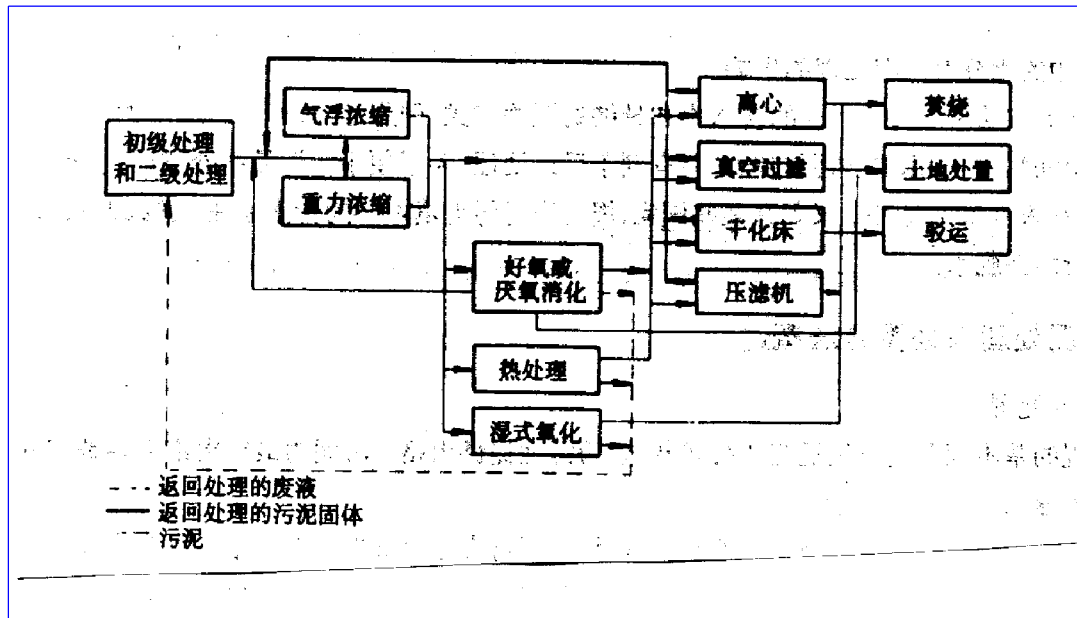 初级处理
和二级处理
气浮浓缩
重力浓缩
好氧或
厌氧消化
热处理
湿式氧化
离心
真空过滤
干化床
压滤机
焚烧
土地处置
驳运
返回处理的废液
返回处理的污泥固体
污泥